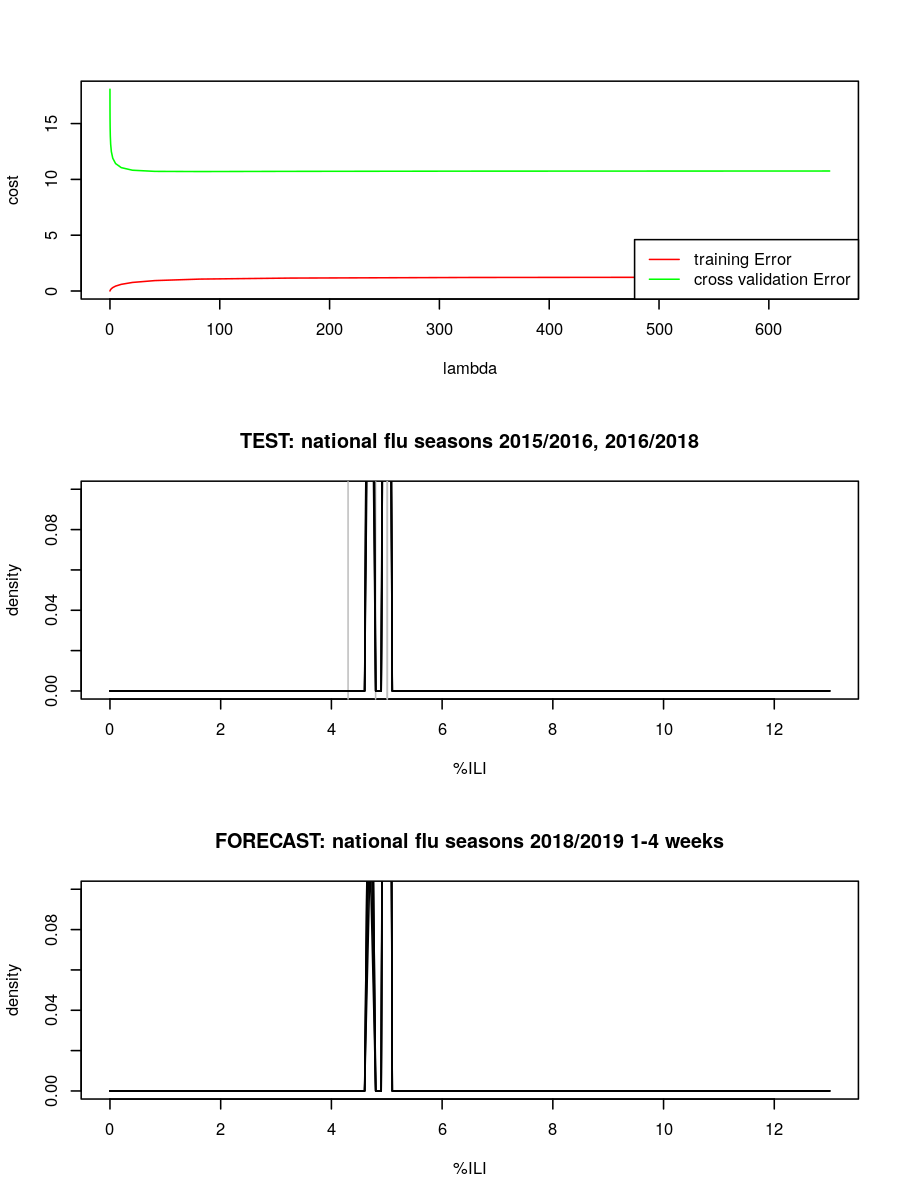 15
10
5
0
cost
training Error
cross validation Error
0 100 200 300 400 500 600
lambda
TEST: national flu seasons 2015/2016, 2016/2018
0.08
0.04
0.00
density
0 2 4 6 8 10 12
%ILI
FORECAST: national flu seasons 2018/2019 1-4 weeks
0.08
0.04
0.00
density
0 2 4 6 8 10 12
%ILI